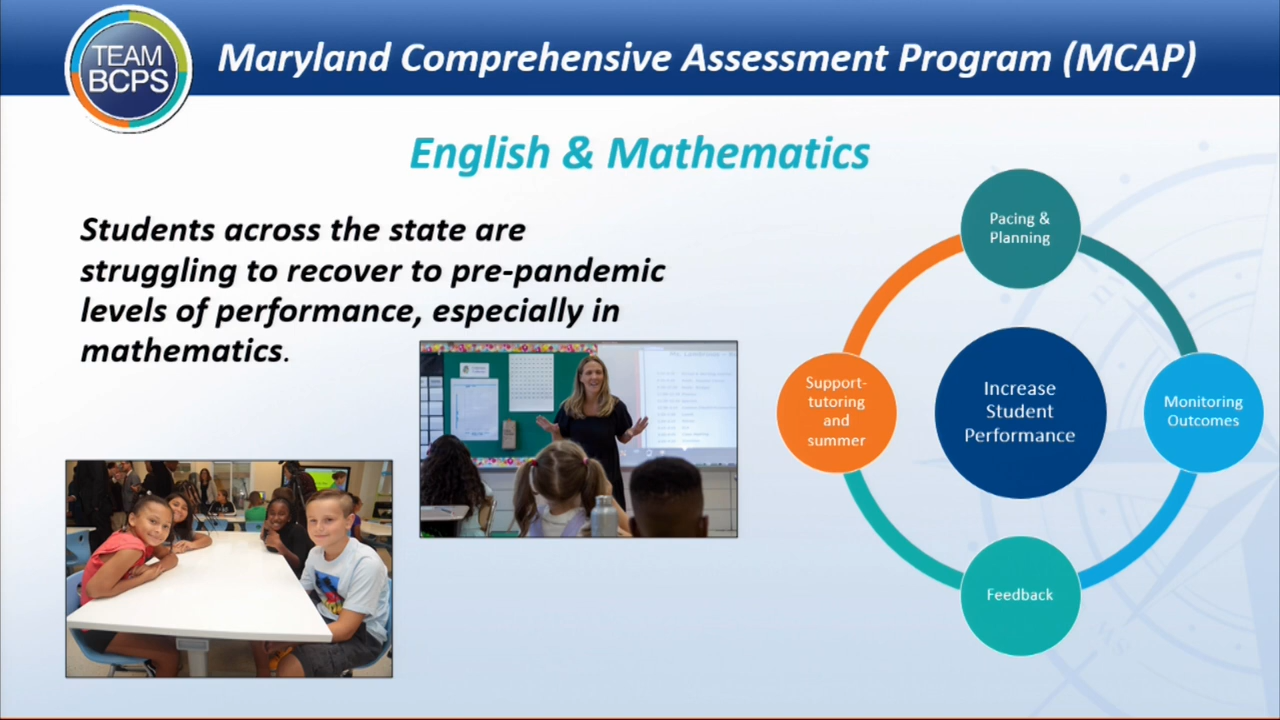 TEAM
BCPS
Maryland Comprehensive Assessment Program (MCAP)
English & Mathematics
Students across the state are
struggling to recover to pre-pandemic
levels of performance, especially in
mathematics.
Pacing &
Planning
Support-
tutoring
and
summer
Increase
Student
Performance
Monitoring
Outcomes
Feedback